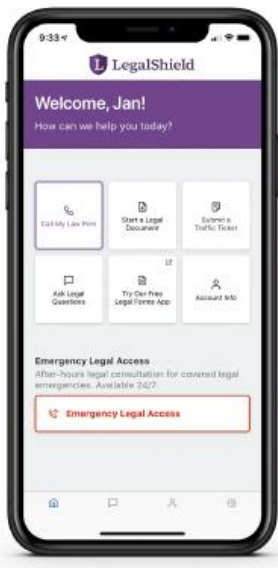 9:33
LegalShield
Welcome, Jan!
How can we help you today?
Call My Law Firm
Start a Legal
Document
Submit a
Traffic Ticket
Ask Legal
Questions
Try Our Free
Legal Forms App
Account Info
Emergency Legal Access
After-hours legal consultation for covered legal
emergencies. Available 24/7.
Emergency Legal Access